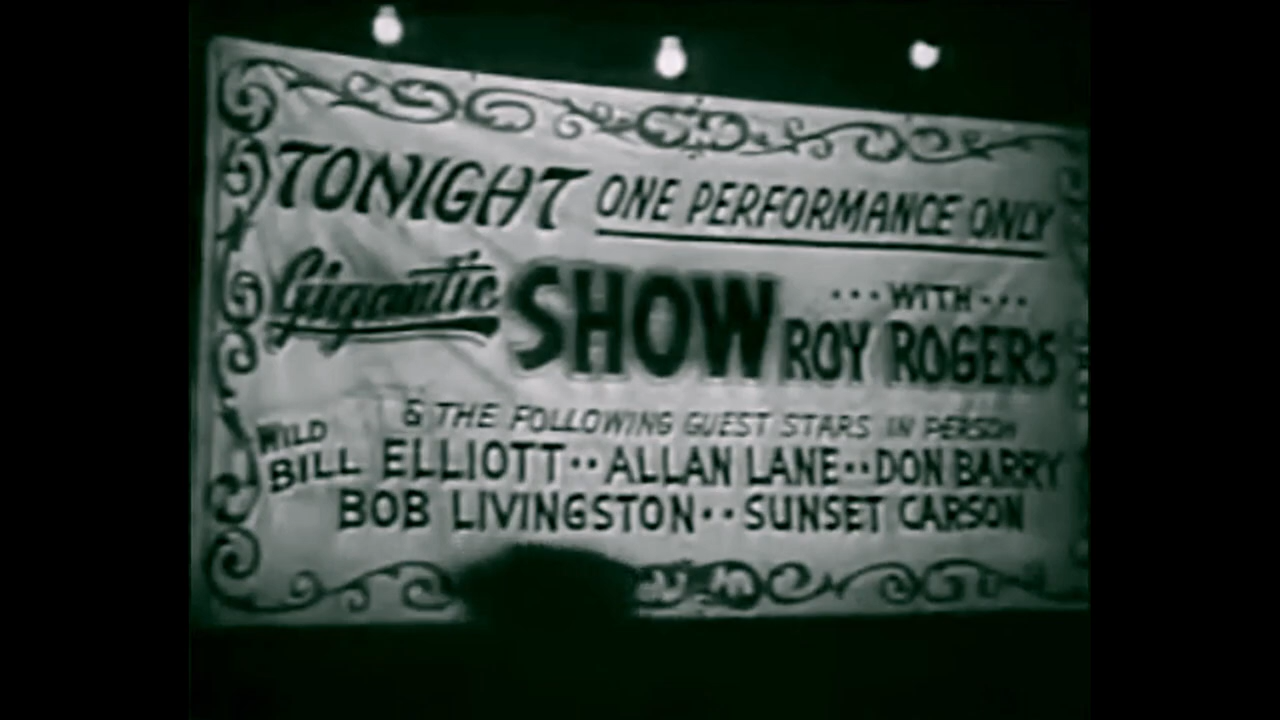 TONIGHT ONE PERFORMANCE ONLY
Gigantic SHOW ...WITH...
ROY ROGERS
& THE FOLLOWING GUEST STARS IN PERSON
WILD
BILL ELLIOTT..ALLAN LANE..DON BARRY
BOB LIVINGSTON..SUNSET CARSON